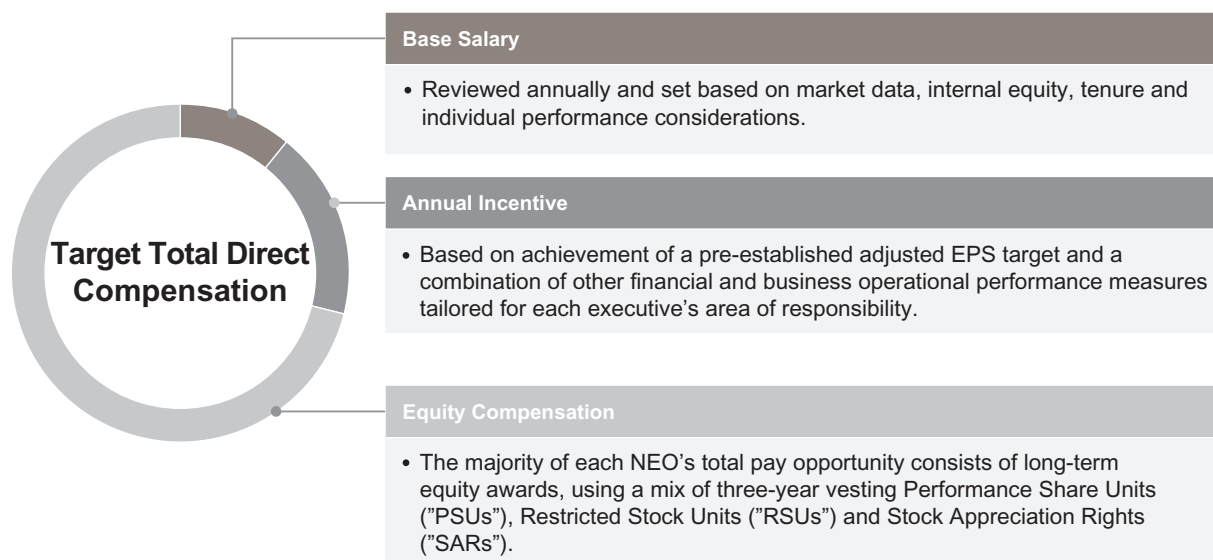 Base Salary
• Reviewed annually and set based on market data, internal equity, tenure and
individual performance considerations.
Target Total Direct
Compensation
Annual Incentive
• Based on achievement of a pre-established adjusted EPS target and a
combination of other financial and business operational performance measures
tailored for each executive’s area of responsibility.
Equity Compensation
• The majority of each NEO’s total pay opportunity consists of long-term
equity awards, using a mix of three-year vesting Performance Share Units
(”PSUs”), Restricted Stock Units (”RSUs”) and Stock Appreciation Rights
(”SARs”).